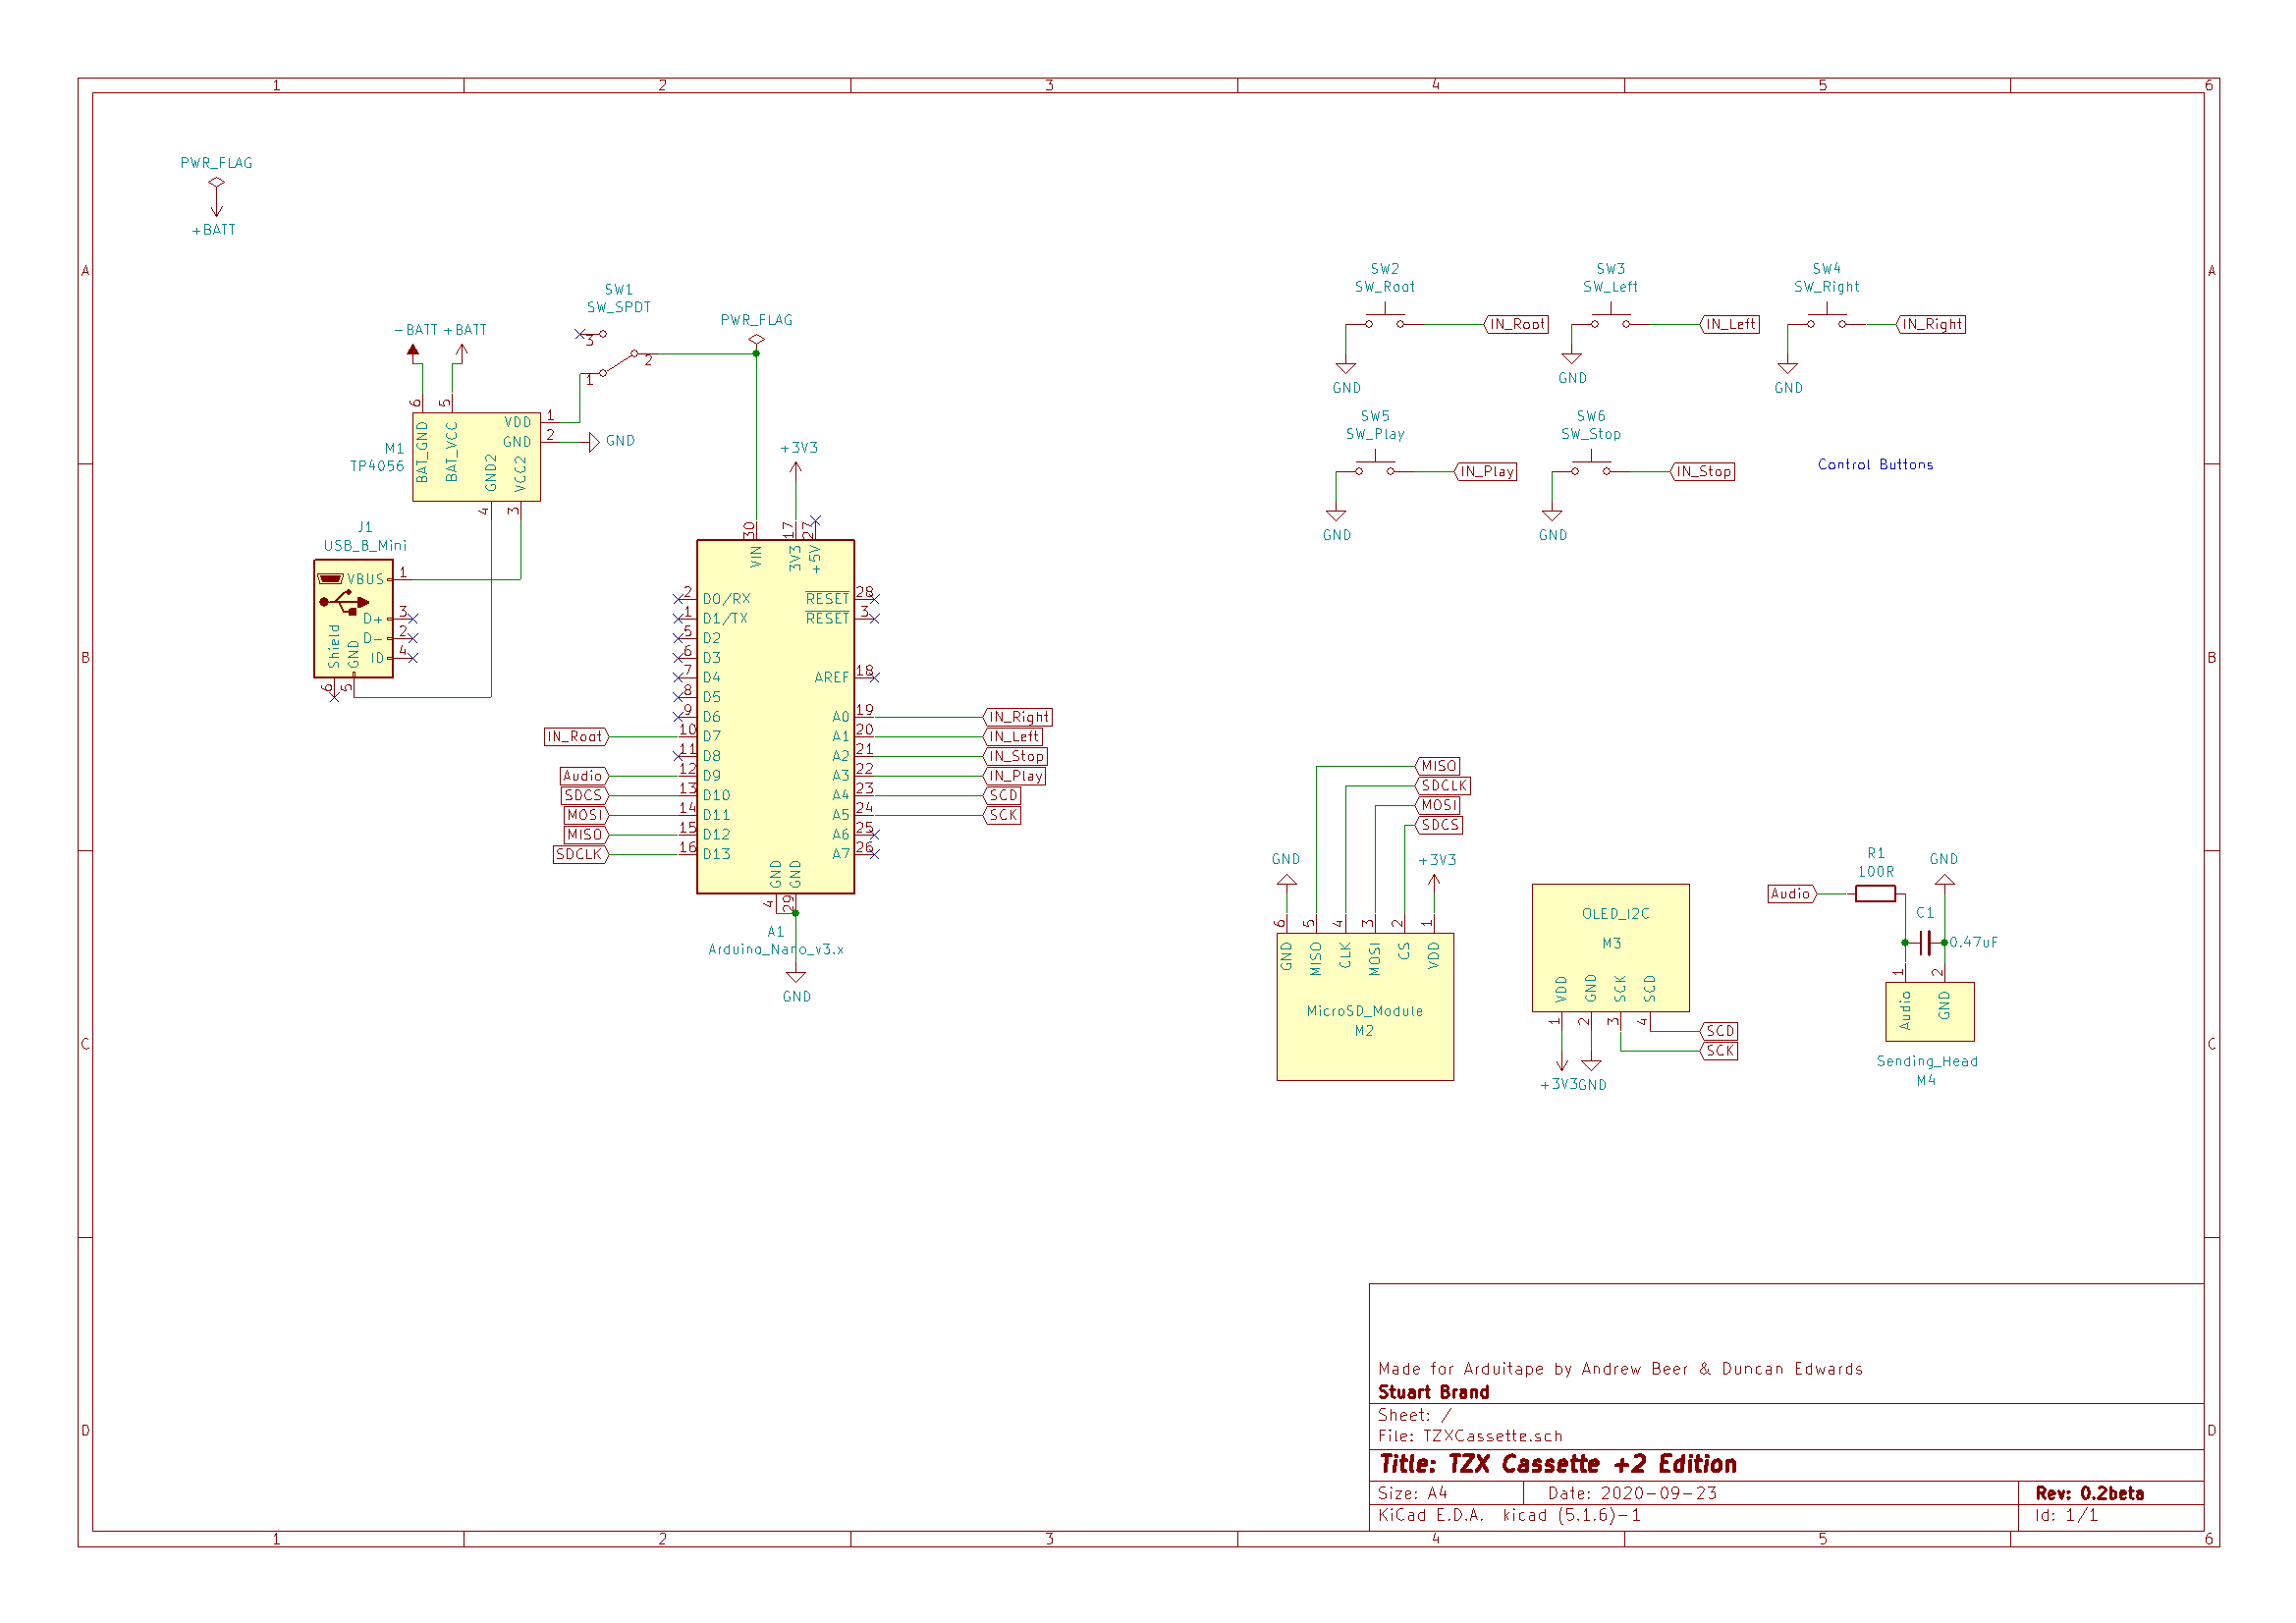 1 2 3 4 5 6
A
B
C
D
A
B
C
D
PWR_FLAG
+BATT
SW1
SW_SPDT
3
1
2
PWR_FLAG
-BATT +BATT
6 5
M1
TP4056
BAT_GND
BAT_VCC
VDD 1
GND 2
GND2
VCC2
4 3
GND
J1
USB_B_Mini
VBUS 1
D+ 3
D- 2
ID 4
Shield
GND
6 5
+3V3
30 17 27
VIN
3V3
+5V
2 D0/RX
1 D1/TX
5 D2
6 D3
7 D4
8 D5
9 D6
IN_Root 10 D7
11 D8
Audio 12 D9
SDCS 13 D10
MOSI 14 D11
MISO 15 D12
SDCLK 16 D13
RESET 28
RESET 3
AREF 18
A0 19 IN_Right
A1 20 IN_Left
A2 21 IN_Stop
A3 22 IN_Play
A4 23 SCD
A5 24 SCK
A6 25
A7 26
GND
GND
4 29
A1
Arduino_Nano_v3.x
GND
SW2
SW_Root
IN_Root
GND
SW3
SW_Left
IN_Left
GND
SW4
SW_Right
IN_Right
GND
SW5
SW_Play
IN_Play
GND
SW6
SW_Stop
IN_Stop
GND
Control Buttons
MISO
SDCLK
MOSI
SDCS
GND
+3V3
6 5 4 3 2 1
GND
MISO
CLK
MOSI
CS
VDD
MicroSD_Module
M2
OLED_I2C
M3
VDD
GND
SCK
SCD
1 2 3 4
SCD
SCK
+3V3
GND
R1
100R
Audio
GND
C1
0.47uF
1 2
Audio
GND
Sending_Head
M4
Made for Arduitape by Andrew Beer & Duncan Edwards
Stuart Brand
Sheet: /
File: TZXCassette.sch
Title: TZX Cassette +2 Edition
Size: A4 Date: 2020-09-23 Rev: 0.2beta
KiCad E.D.A. kicad (5.1.6)-1 Id: 1/1
1 2 3 4 5 6